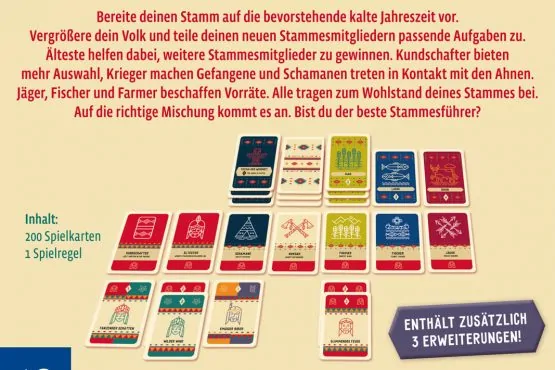 Bereite deinen Stamm auf die bevorstehende kalte Jahreszeit vor.
Vergrößere dein Volk und teile deinen neuen Stammesmitgliedern passende Aufgaben zu.
Älteste helfen dabei, weitere Stammesmitglieder zu gewinnen. Kundschafter bieten
mehr Auswahl, Krieger machen Gefangene und Schamanen treten in Kontakt mit den Ahnen.
Jäger, Fischer und Farmer beschaffen Vorräte. Alle tragen zum Wohlstand deines Stammes bei.
Auf die richtige Mischung kommt es an. Bist du der beste Stammesführer?
Inhalt:
200 Spielkarten
1 Spielregel
KUNDSCHAFTER
SCHAMANE
KRIEGER
FARMER
FISCHER
JÄGER
TANZENDER SCHATTEN
WILDER WIND
ENTHÄLT ZUSÄTZLICH
3 ERWEITERUNGEN!